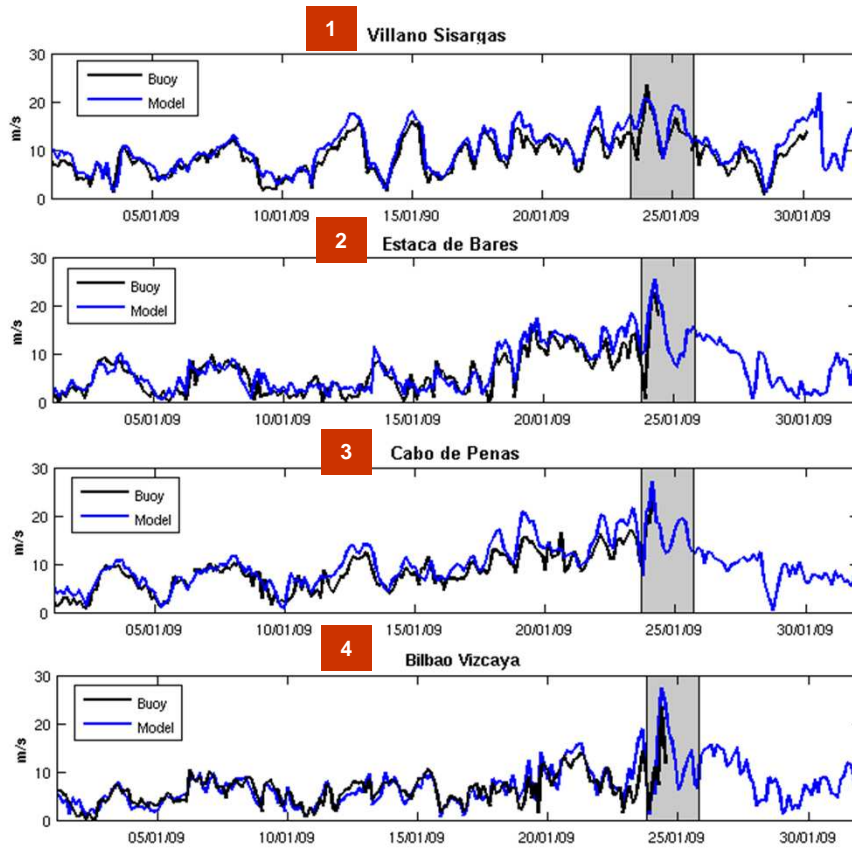 1 Villano Sisargas
30
20
10
0
m/s
Buoy
Model
05/01/09 10/01/09 15/01/90 20/01/09 25/01/09 30/01/09
2 Estaca de Bares
30
20
10
0
m/s
Buoy
Model
05/01/09 10/01/09 15/01/09 20/01/09 25/01/09 30/01/09
3 Cabo de Penas
30
20
10
0
m/s
Buoy
Model
05/01/09 10/01/09 15/01/09 20/01/09 25/01/09 30/01/09
4 Bilbao Vizcaya
30
20
10
0
m/s
Buoy
Model
05/01/09 10/01/09 15/01/09 20/01/09 25/01/09 30/01/09